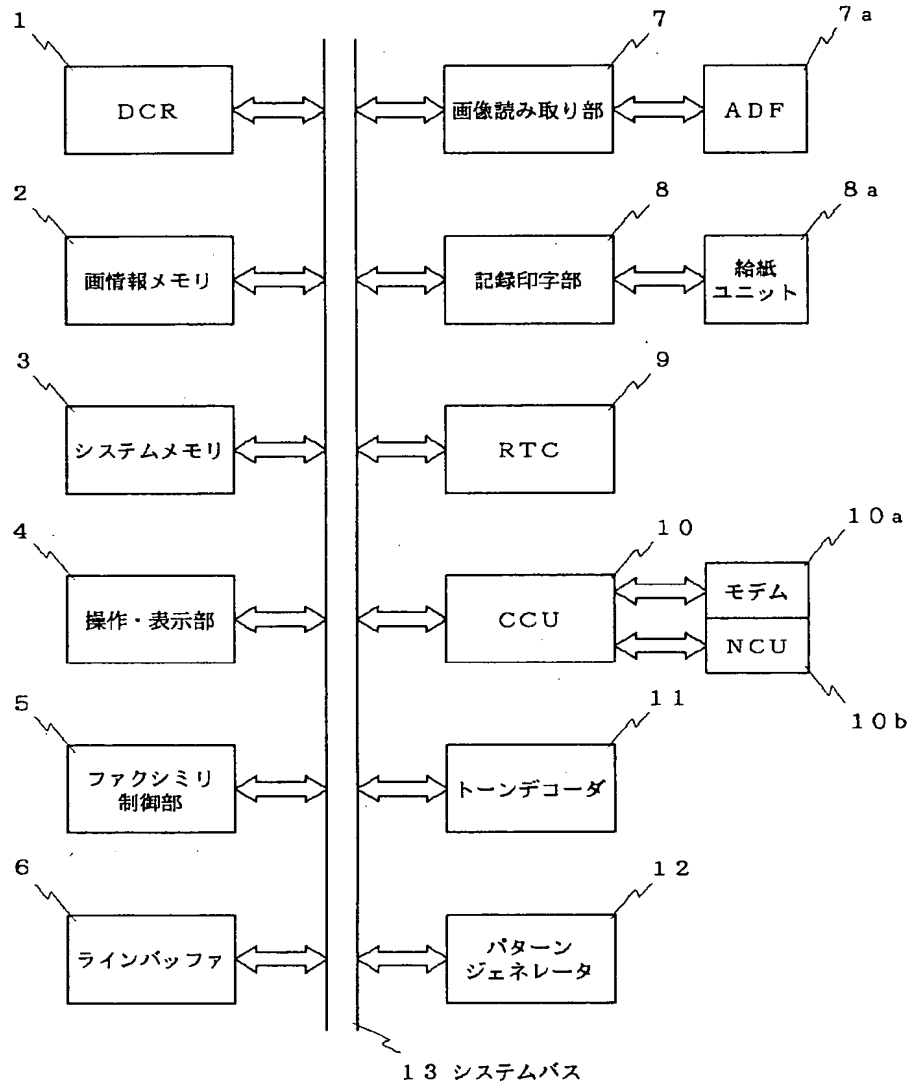 1
DCR
2
画情報メモリ
3
システムメモリ
4
操作・表示部
5
ファクシミリ
制御部
6
ラインバッファ
7
画像読み取り部
7a
ADF
8
記録印字部
8a
給紙
ユニット
9
RTC
10
CCU
10a
モデム
NCU
10b
11
トーンデコーダ
12
パターン
ジェネレータ
13 システムバス